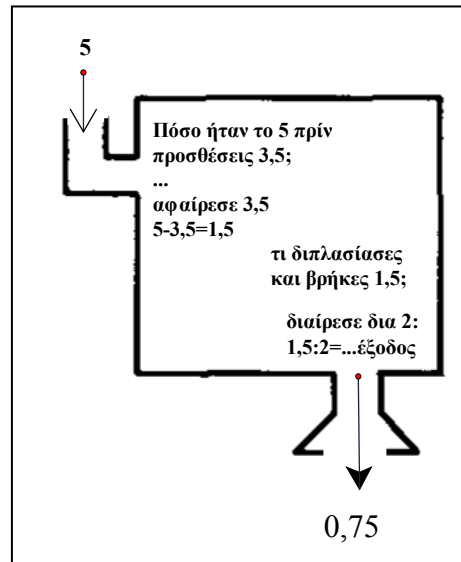 5
Πόσο ήταν το 5 πρίν
προσθέσεις 3,5;
...
αφαίρεσε 3,5
5-3,5=1,5
τι διπλασίασες
και βρήκες 1,5;
διαίρεσε δια 2:
1,5:2=...έξοδος
0,75